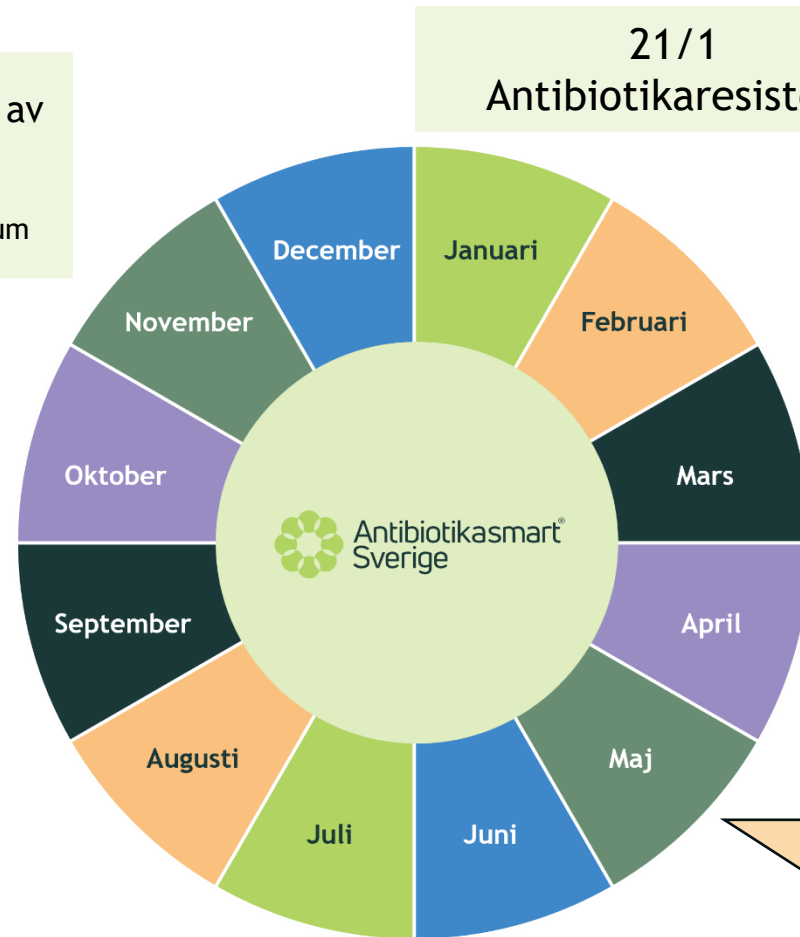 21/1
Antibiotikaresist
av
um
December
Januari
November
Februari
Oktober
Mars
Antibiotikasmart®
Sverige
September
April
Augusti
Maj
Juli
Juni